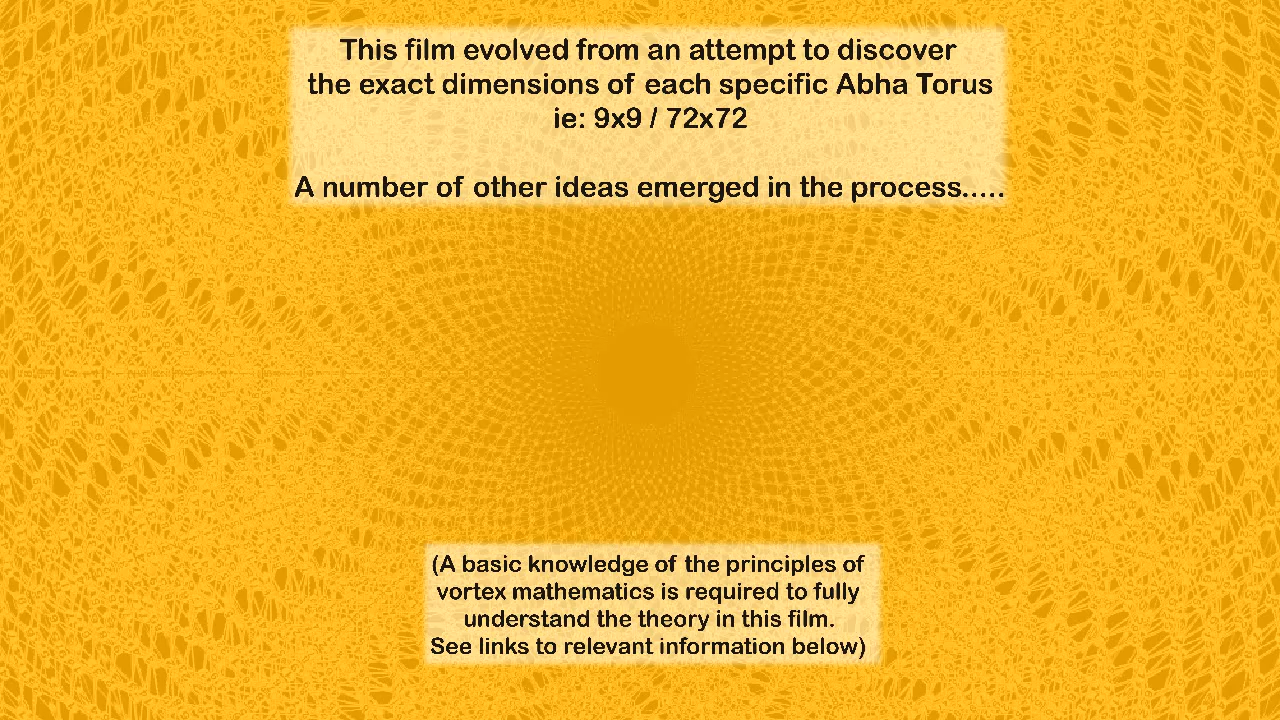 This film evolved from an attempt to discover
the exact dimensions of each specific Abha Torus
ie: 9x9 / 72x72
A number of other ideas emerged in the process.....
(A basic knowledge of the principles of
vortex mathematics is required to fully
understand the theory in this film.
See links to relevant information below)